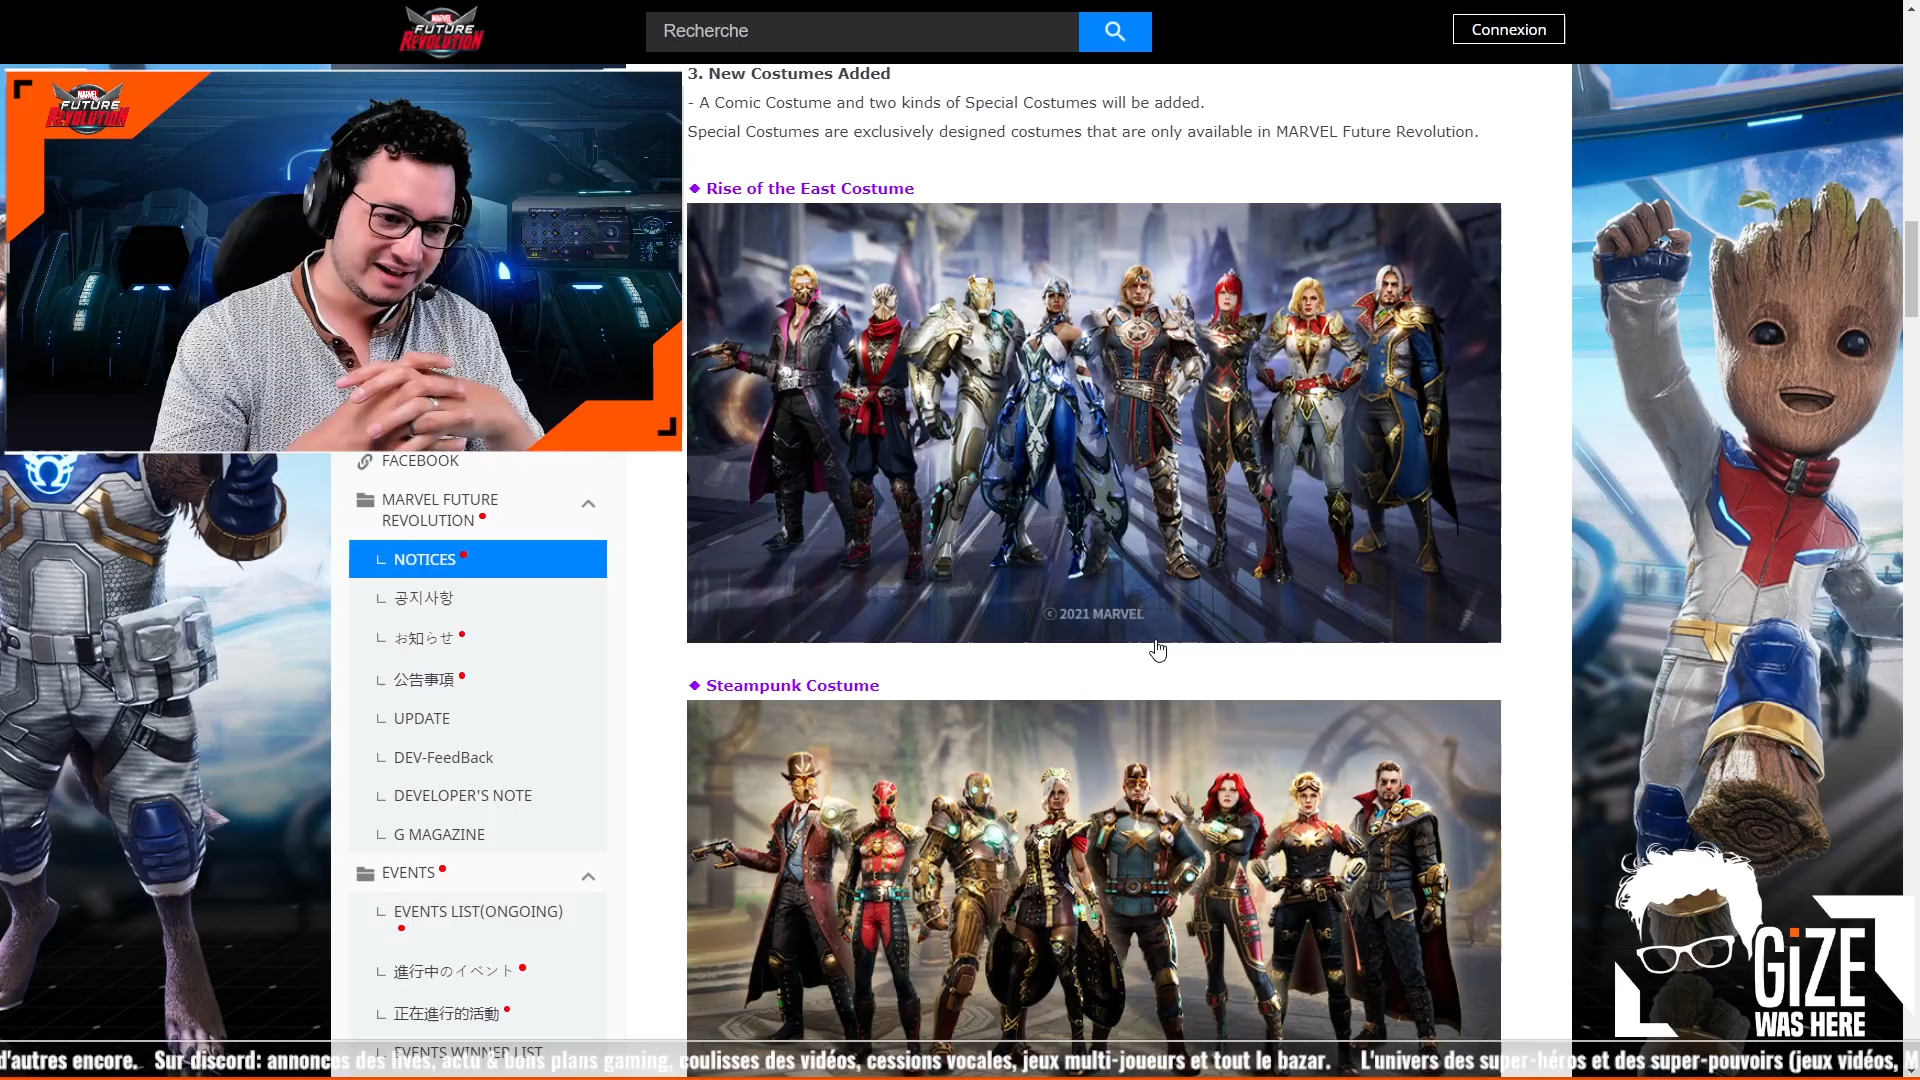 MARVEL
FUTURE
REVOLUTION
Recherche
Connexion
MARVEL
FUTURE
REVOLUTION
3. New Costumes Added
- A Comic Costume and two kinds of Special Costumes will be added.
Special Costumes are exclusively designed costumes that are only available in MARVEL Future Revolution.
◆ Rise of the East Costume
© 2021 MARVEL
◆ Steampunk Costume
FACEBOOK
MARVEL FUTURE
REVOLUTION
NOTICES
공지사항
お知らせ
公告事項
UPDATE
DEV-FeedBack
DEVELOPER'S NOTE
G MAGAZINE
EVENTS
EVENTS LIST(ONGOING)
進行中のイベント
正在進行的活動
EVENTS WINNER LIST
GiZE
WAS HERE
d'autres encore. Sur discord: annonces des lives, actu & bons plans gaming, coulisses des vidéos, cessions vocales, jeux multi-joueurs et tout le bazar. L'univers des super-héros et des super-pouvoirs (jeux vidéos, M